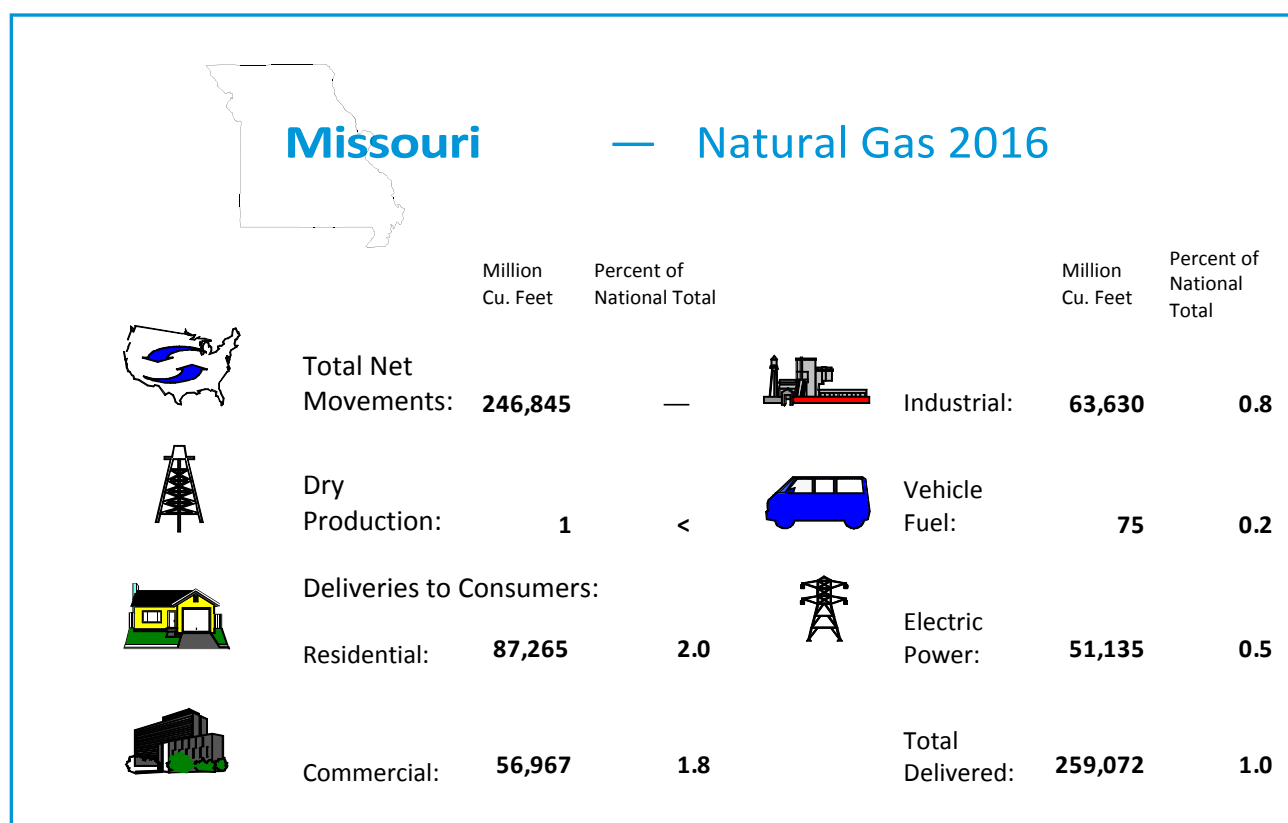 Missouri — Natural Gas 2016
Million Percent of
Cu. Feet National Total
Million Percent of
Cu. Feet National
Total
Total Net
Movements: 246,845 —
Industrial: 63,630 0.8
Dry
Production: 1 <
Vehicle
Fuel: 75 0.2
Deliveries to Consumers:
Residential: 87,265 2.0
Electric
Power: 51,135 0.5
Commercial: 56,967 1.8
Total
Delivered: 259,072 1.0